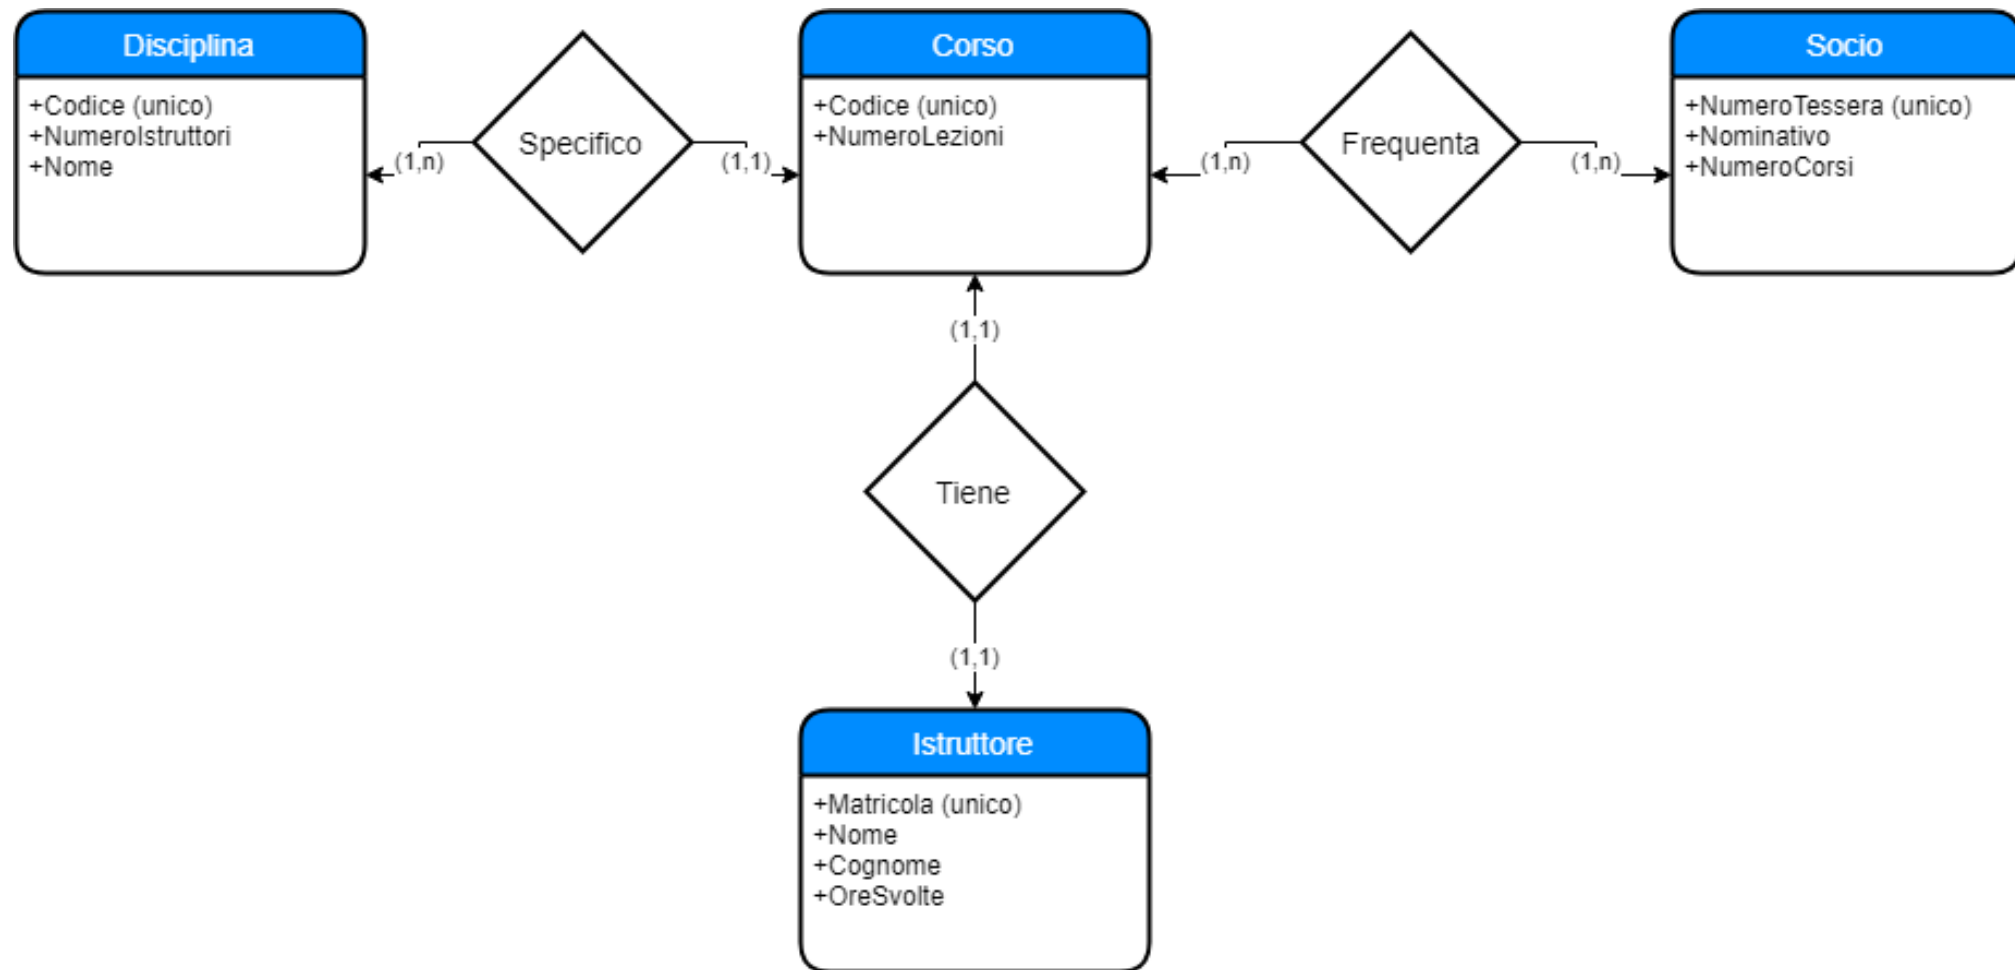 Disciplina
+Codice (unico)
+NumeroIstruttori
+Nome
(1,n)
Specifico
(1,1)
Corso
+Codice (unico)
+NumeroLezioni
(1,n)
Frequenta
(1,n)
Socio
+NumeroTessera (unico)
+Nominativo
+NumeroCorsi
(1,1)
Tiene
(1,1)
Istruttore
+Matricola (unico)
+Nome
+Cognome
+OreSvolte